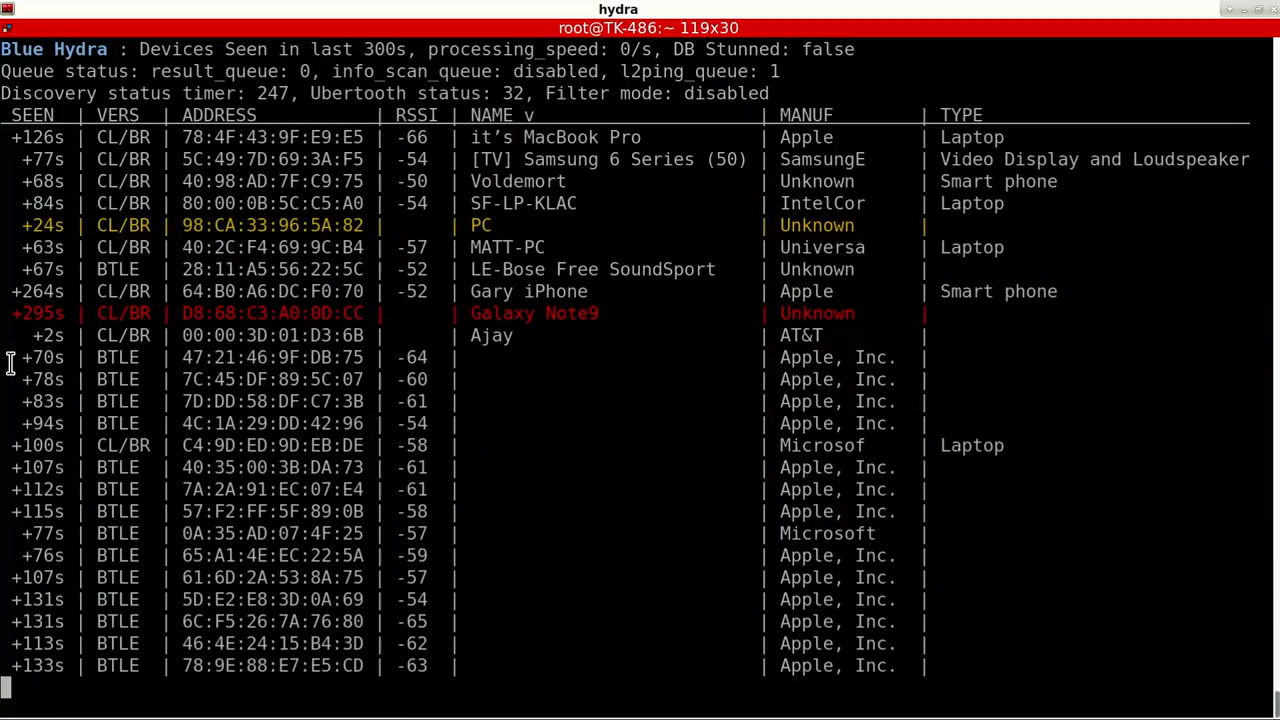 hydra
root@TK-486:~ 119x30
Blue Hydra : Devices Seen in last 300s, processing_speed: 0/s, DB Stunned: false
Queue status: result_queue: 0, info_scan_queue: disabled, l2ping_queue: 1
Discovery status timer: 247, Ubertooth status: 32, Filter mode: disabled
SEEN | VERS | ADDRESS | RSSI | NAME v | MANUF | TYPE
+126s | CL/BR | 78:4F:43:9F:E9:E5 | -66 | it’s MacBook Pro | Apple | Laptop
+77s | CL/BR | 5C:49:7D:69:3A:F5 | -54 | [TV] Samsung 6 Series (50) | SamsungE | Video Display and Loudspeaker
+68s | CL/BR | 40:98:AD:7F:C9:75 | -50 | Voldemort | Unknown | Smart phone
+84s | CL/BR | 80:00:0B:5C:C5:A0 | -54 | SF-LP-KLAC | IntelCor | Laptop
+24s | CL/BR | 98:CA:33:96:5A:82 | | PC | Unknown |
+63s | CL/BR | 40:2C:F4:69:9C:B4 | -57 | MATT-PC | Universa | Laptop
+67s | BTLE | 28:11:A5:56:22:5C | -52 | LE-Bose Free SoundSport | Unknown |
+264s | CL/BR | 64:B0:A6:DC:F0:70 | -52 | Gary iPhone | Apple | Smart phone
+295s | CL/BR | D8:68:C3:A0:0D:CC | | Galaxy Note9 | Unknown |
+2s | CL/BR | 00:00:3D:01:D3:6B | | Ajay | AT&T |
+70s | BTLE | 47:21:46:9F:DB:75 | -64 | | Apple, Inc. |
+78s | BTLE | 7C:45:DF:89:5C:07 | -60 | | Apple, Inc. |
+83s | BTLE | 7D:DD:58:DF:C7:3B | -61 | | Apple, Inc. |
+94s | BTLE | 4C:1A:29:DD:42:96 | -54 | | Apple, Inc. |
+100s | CL/BR | C4:9D:ED:9D:EB:DE | -58 | | Microsof | Laptop
+107s | BTLE | 40:35:00:3B:DA:73 | -61 | | Apple, Inc. |
+112s | BTLE | 7A:2A:91:EC:07:E4 | -61 | | Apple, Inc. |
+115s | BTLE | 57:F2:FF:5F:89:0B | -58 | | Apple, Inc. |
+77s | BTLE | 0A:35:AD:07:4F:25 | -57 | | Microsoft |
+76s | BTLE | 65:A1:4E:EC:22:5A | -59 | | Apple, Inc. |
+107s | BTLE | 61:6D:2A:53:8A:75 | -57 | | Apple, Inc. |
+131s | BTLE | 5D:E2:E8:3D:0A:69 | -54 | | Apple, Inc. |
+131s | BTLE | 6C:F5:26:7A:76:80 | -65 | | Apple, Inc. |
+113s | BTLE | 46:4E:24:15:B4:3D | -62 | | Apple, Inc. |
+133s | BTLE | 78:9E:88:E7:E5:CD | -63 | | Apple, Inc. |